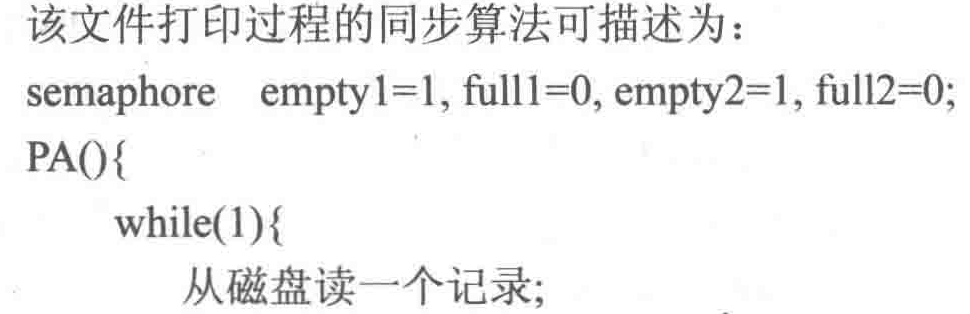 该文件打印过程的同步算法可描述为：
semaphore empty1=1, full1=0, empty2=1, full2=0;
PA(){
while(1){
从磁盘读一个记录;